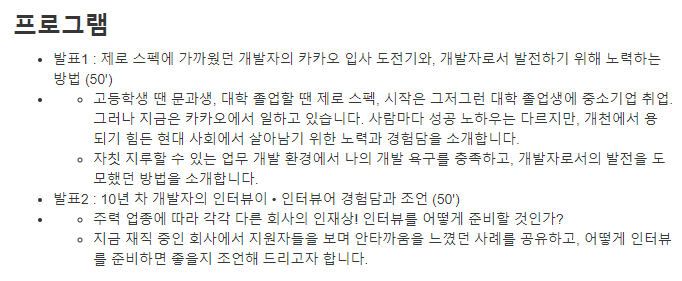 프로그램
발표1 : 제로 스펙에 가까웠던 개발자의 카카오 입사 도전기와, 개발자로서 발전하기 위해 노력하는
방법 (50')
고등학생 땐 문과생, 대학 졸업할 땐 제로 스펙, 시작은 그저그런 대학 졸업생에 중소기업 취업.
그러나 지금은 카카오에서 일하고 있습니다. 사람마다 성공 노하우는 다르지만, 개천에서 용
되기 힘든 현대 사회에서 살아남기 위한 노력과 경험담을 소개합니다.
자칫 지루할 수 있는 업무 개발 환경에서 나의 개발 욕구를 충족하고, 개발자로서의 발전을 도
모했던 방법을 소개합니다.
발표2 : 10년 차 개발자의 인터뷰이 • 인터뷰어 경험담과 조언 (50')
주력 업종에 따라 각각 다른 회사의 인재상! 인터뷰를 어떻게 준비할 것인가?
지금 재직 중인 회사에서 지원자들을 보며 안타까움을 느꼈던 사례를 공유하고, 어떻게 인터뷰
를 준비하면 좋을지 조언해 드리고자 합니다.